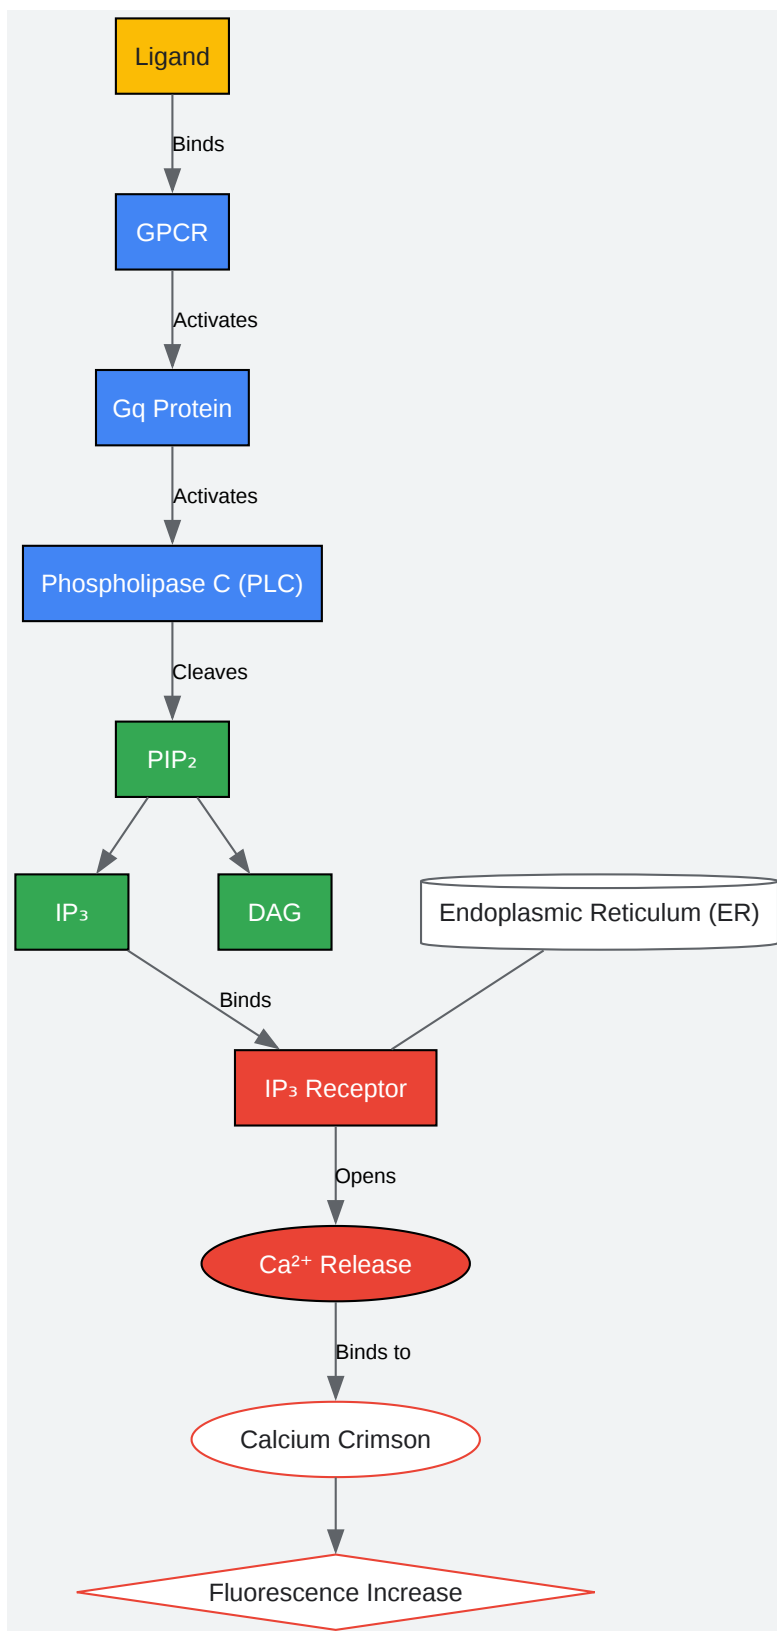 Ligand
Binds
GPCR
Activates
Gq Protein
Activates
Phospholipase C (PLC)
Cleaves
PIP₂
IP₃
DAG
Endoplasmic Reticulum (ER)
Binds
IP₃ Receptor
Opens
Ca²⁺ Release
Binds to
Calcium Crimson
Fluorescence Increase